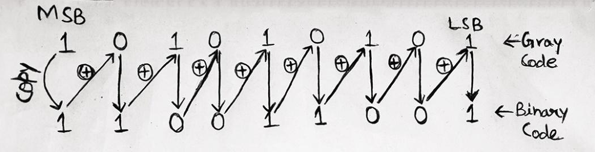 MSB
LSB
1 0 1 0 1 0 1 0 1 ← Gray Code
COPY
⊕ ⊕ ⊕ ⊕ ⊕ ⊕ ⊕ ⊕
1 1 0 0 1 1 0 0 1 ← Binary Code